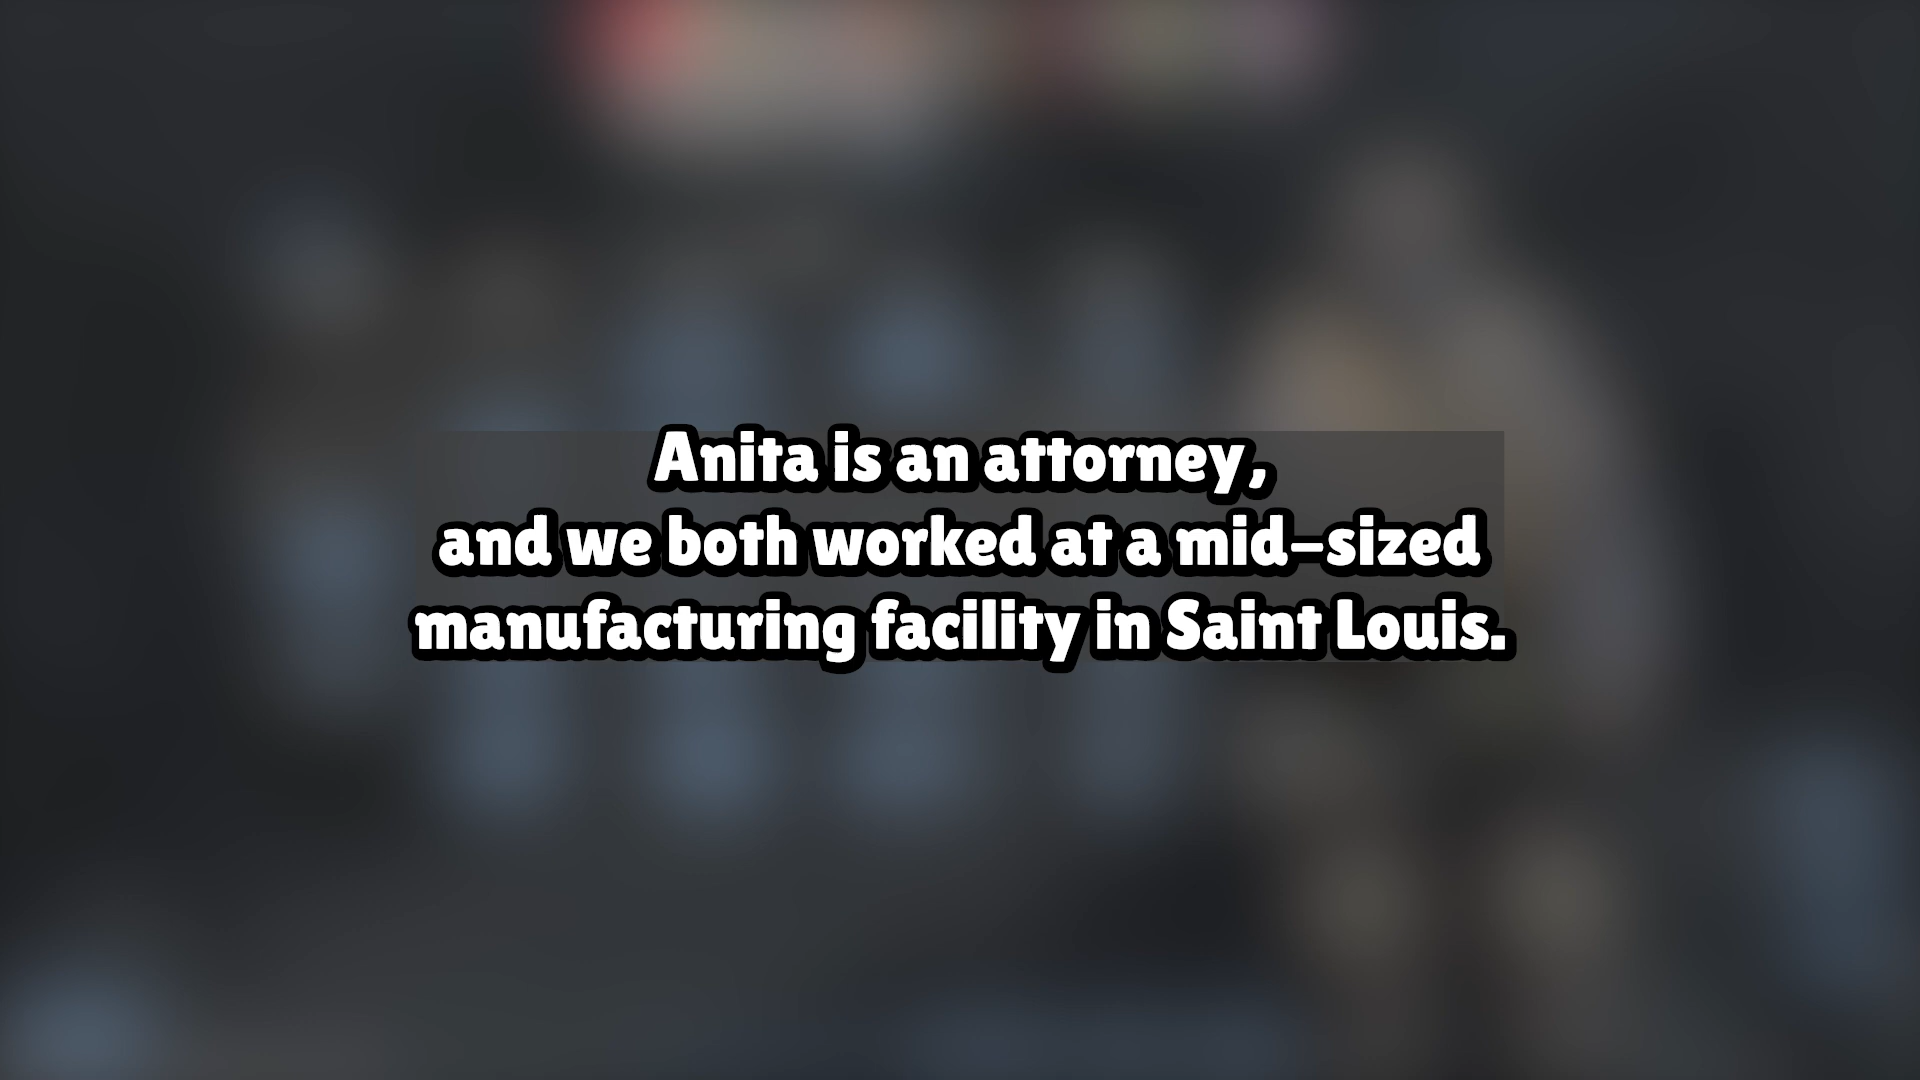 Anita is an attorney,
and we both worked at a mid-sized
manufacturing facility in Saint Louis.